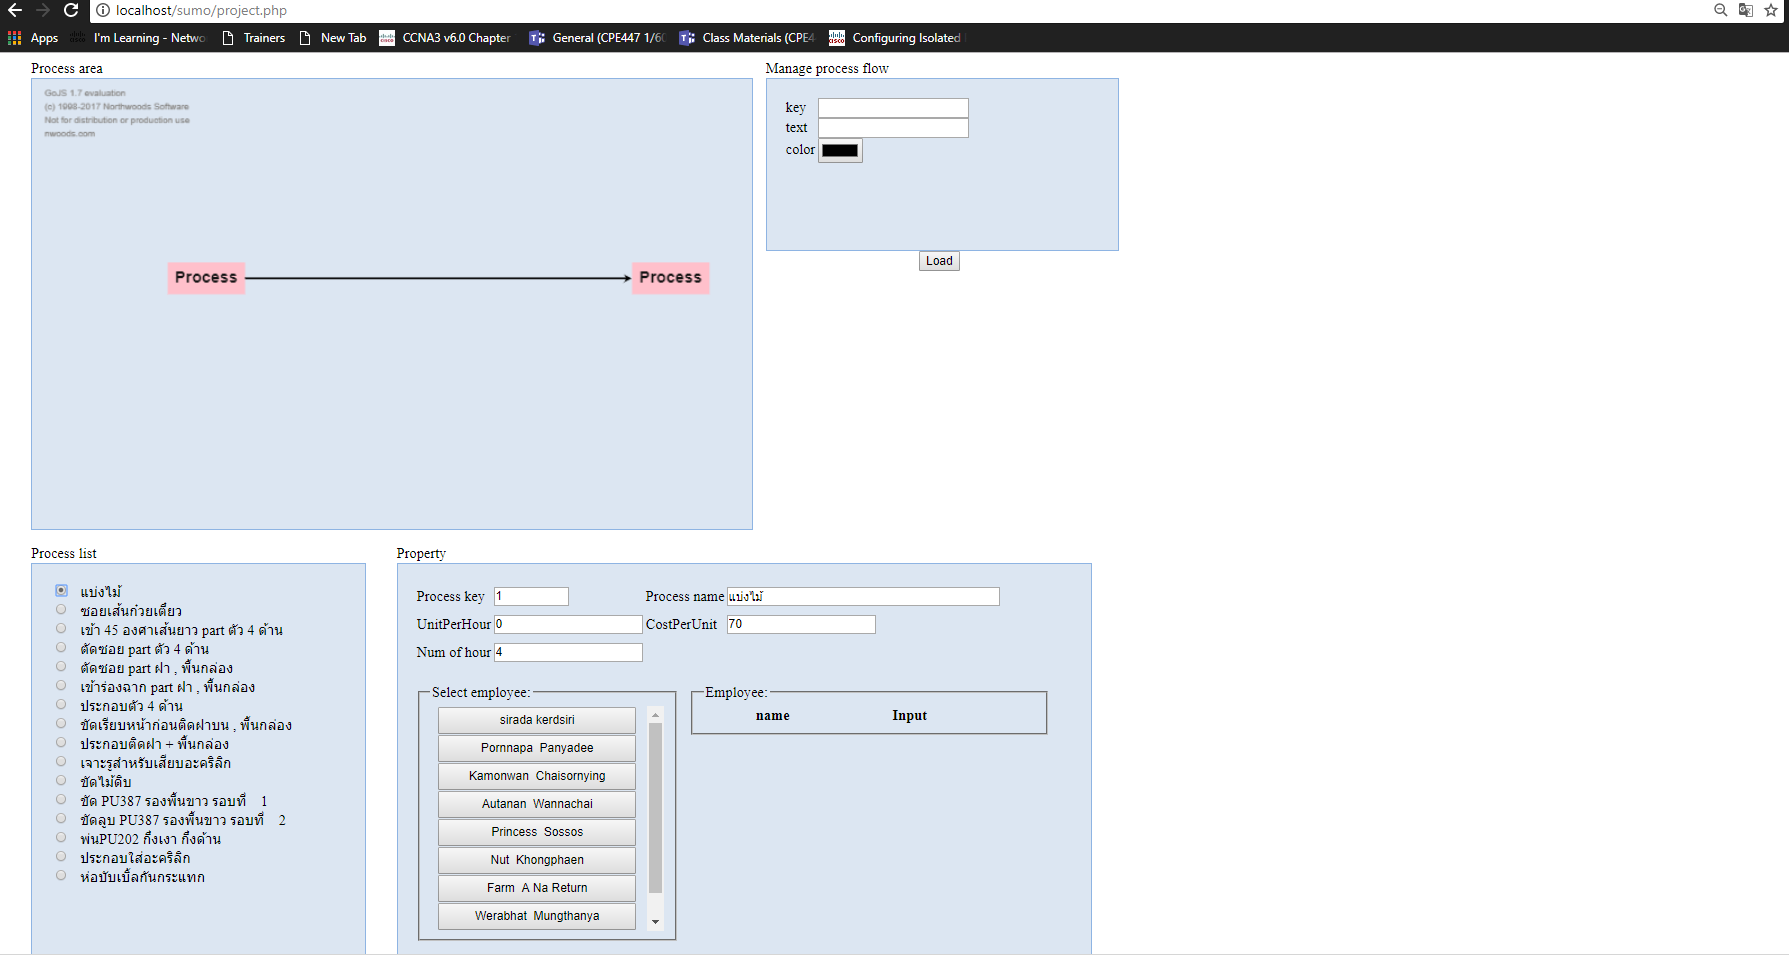 localhost/sumo/project.php
Apps I'm Learning - Netwo Trainers New Tab CCNA3 v6.0 Chapter General (CPE447 1/60 Class Materials (CPE4 Configuring Isolated
Process area
GoJS 1.7 evaluation
(c) 1998-2017 Northwoods Software
Not for distribution or production use
nwoods.com
Process Process
Manage process flow
key
text
color
Load
Process list
แบ่งไม้
ซอยเส้นก๋วยเตี๋ยว
เข้า 45 องศาเส้นยาว part ตัว 4 ด้าน
ตัดซอย part ตัว 4 ด้าน
ตัดซอย part ฝา , พื้นกล่อง
เข้าร่องฉาก part ฝา , พื้นกล่อง
ประกอบตัว 4 ด้าน
ขัดเรียบหน้าก่อนติดฝาบน , พื้นกล่อง
ประกอบติดฝา + พื้นกล่อง
เจาะรูสำหรับเสียบอะคริลิก
ขัดไม้ดิบ
ขัด PU387 รองพื้นขาว รอบที่ 1
ขัดลูบ PU387 รองพื้นขาว รอบที่ 2
พ่นPU202 กึ่งเงา กึ่งด้าน
ประกอบใส่อะคริลิก
ห่อบับเบิ้ลกันกระแทก
Property
Process key 1 Process name แบ่งไม้
UnitPerHour 0 CostPerUnit 70
Num of hour 4
Select employee:
sirada kerdsiri
Pornnapa Panyadee
Kamonwan Chaisornying
Autanan Wannachai
Princess Sossos
Nut Khongphaen
Farm A Na Return
Werabhat Mungthanya
Employee:
name Input